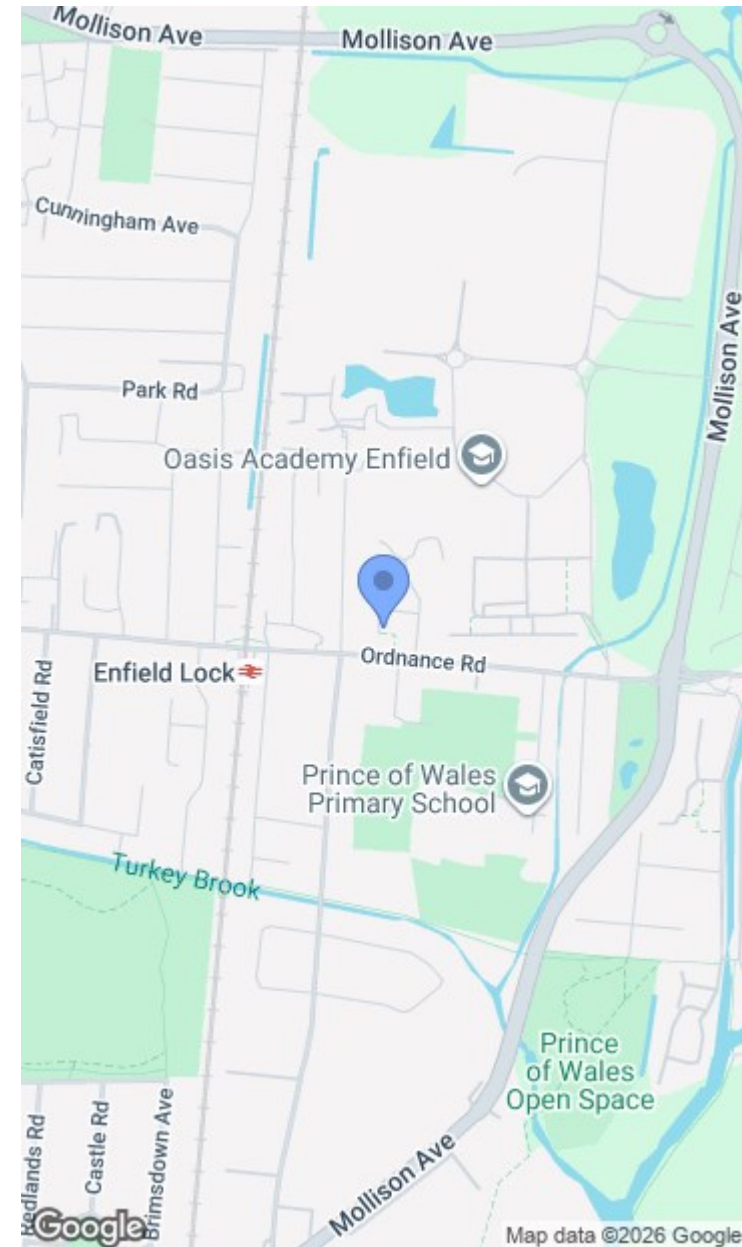 Mollison Ave
Mollison Ave
Cunningham Ave
Mollison Ave
Park Rd
Oasis Academy Enfield
Ordnance Rd
Enfield Lock
Catisfield Rd
Prince of Wales
Primary School
Turkey Brook
Prince
of Wales
Open Space
Redlands Rd
Castle Rd
Brimsdown Ave
Mollison Ave
Google
Map data ©2026 Google